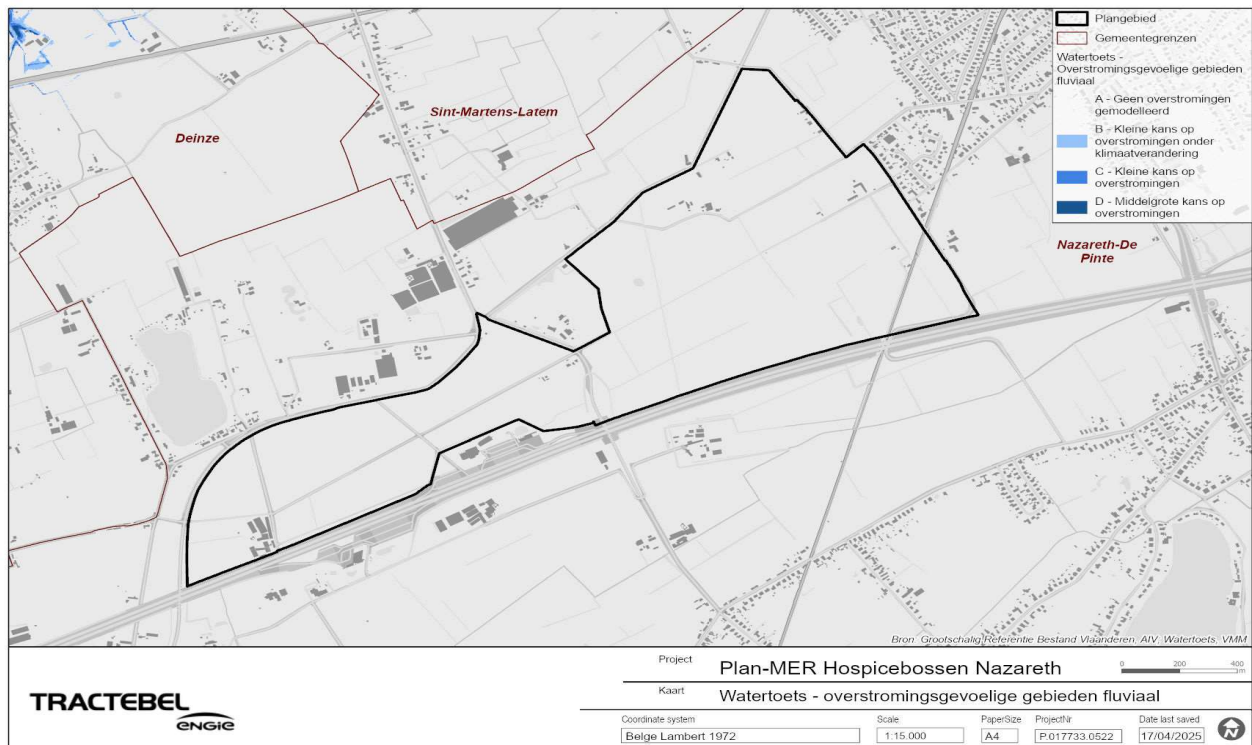 Plangebied
Gemeentegrenzen
Watertoets -
Overstromingsgevoelige gebieden
fluviaal
A - Geen overstromingen
gemodelleerd
B - Kleine kans op
overstromingen onder
klimaatverandering
C - Kleine kans op
overstromingen
D - Middelgrote kans op
overstromingen
Sint-Martens-Latem
Deinze
Nazareth-De
Pinte
Bron: Grootschalig Referentie Bestand Vlaanderen, AIV, Watertoets, VMM
TRACTEBEL
ENGIE
Project
Plan-MER Hospicebossen Nazareth
0 200 400
m
Kaart
Watertoets - overstromingsgevoelige gebieden fluviaal
Coordinate system
Scale
PaperSize
ProjectNr
Date last saved
Belge Lambert 1972
1:15.000
A4
P.017733.0522
17/04/2025
N